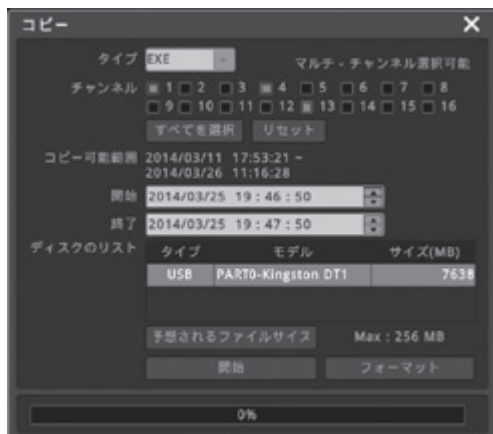 コピー
タイプ EXE マルチ - チャンネル選択可能
チャンネル 1 2 3 4 5 6 7 8
9 10 11 12 13 14 15 16
すべてを選択 リセット
コピー可能範囲 2014/03/11 17:53:21 ~
2014/03/26 11:16:28
開始 2014/03/25 19 : 46 : 50
終了 2014/03/25 19 : 47 : 50
ディスクのリスト タイプ モデル サイズ(MB)
USB PART0-Kingston DT1 7638
予想されるファイルサイズ Max : 256 MB
開始 フォーマット
0%